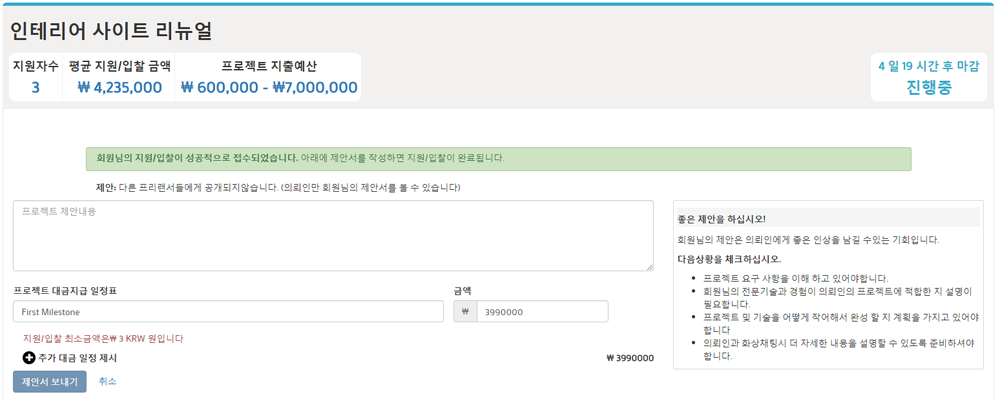 인테리어 사이트 리뉴얼
지원자수 평균 지원/입찰 금액 프로젝트 지출예산
3 ₩ 4,235,000 ₩ 600,000 - ₩7,000,000
4 일 19 시간 후 마감
진행중
회원님의 지원/입찰이 성공적으로 접수되었습니다. 아래에 제안서를 작성하면 지원/입찰이 완료됩니다.
제안: 다른 프리랜서들에게 공개되지않습니다. (의뢰인만 회원님의 제안서를 볼 수 있습니다)
프로젝트 제안내용
프로젝트 대금지급 일정표 금액
First Milestone ₩ 3990000
지원/입찰 최소금액은₩ 3 KRW 원입니다
추가 대금 일정 제시 ₩ 3990000
제안서 보내기 취소
좋은 제안을 하십시오!
회원님의 제안은 의뢰인에게 좋은 인상을 남길 수있는 기회입니다.
다음상황을 체크하십시오.
프로젝트 요구 사항을 이해 하고 있어야합니다.
회원님의 전문기술과 경험이 의뢰인의 프로젝트에 적합한 지 설명이
필요합니다.
프로젝트 및 기술을 어떻게 작어해서 완성 할 지 계획을 가지고 있어야
합니다
의뢰인과 화상채팅시 더 자세한 내용을 설명할 수 있도록 준비하셔야
합니다.